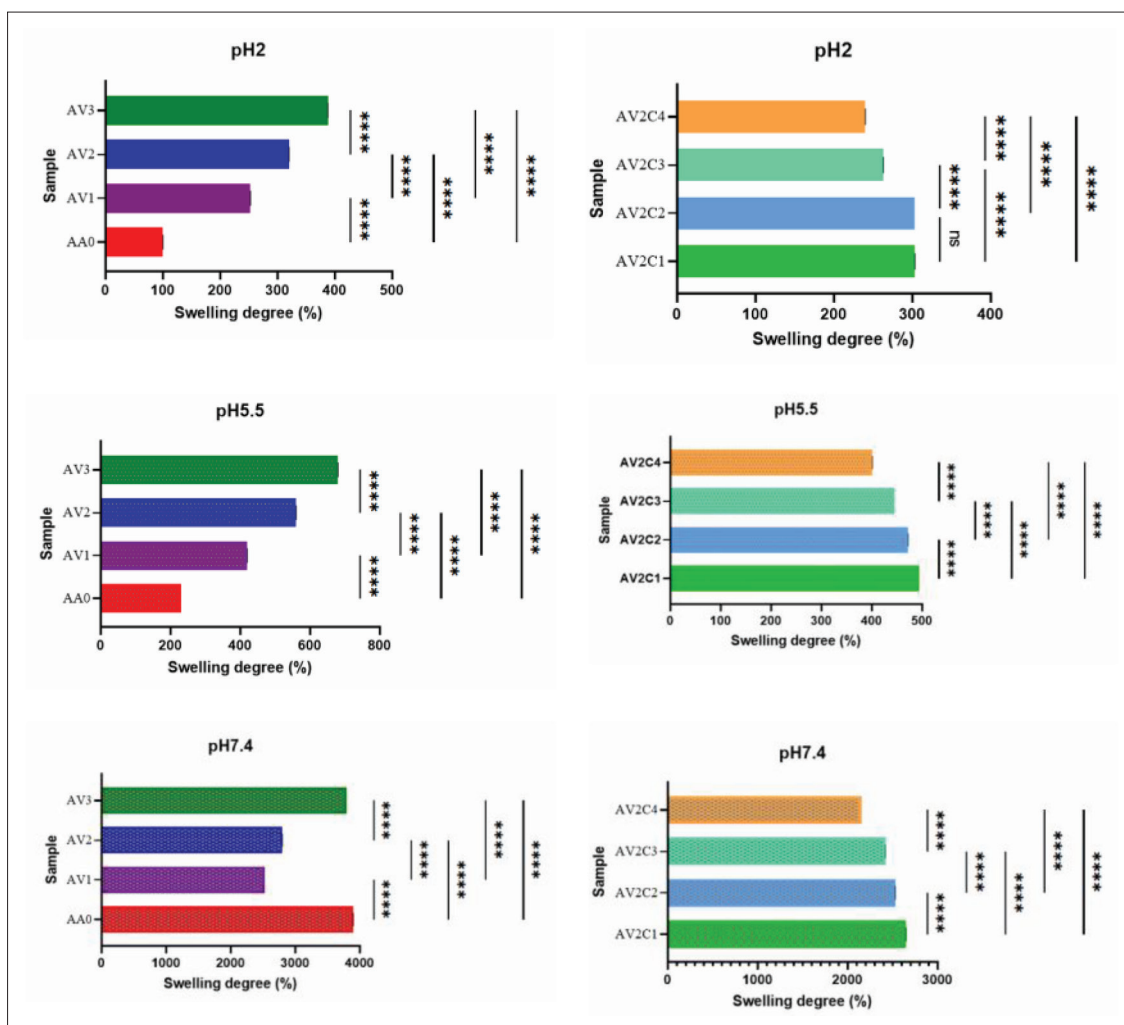 pH2
Sample
AV3
AV2
AV1
AA0
**** **** **** **** **** ****
0 100 200 300 400 500
Swelling degree (%)
pH2
Sample
AV2C4
AV2C3
AV2C2
AV2C1
**** ns **** **** **** ****
0 100 200 300 400
Swelling degree (%)
pH5.5
Sample
AV3
AV2
AV1
AA0
**** **** **** **** **** ****
0 200 400 600 800
Swelling degree (%)
pH5.5
Sample
AV2C4
AV2C3
AV2C2
AV2C1
**** **** **** **** **** ****
0 100 200 300 400 500
Swelling degree (%)
pH7.4
Sample
AV3
AV2
AV1
AA0
**** **** **** **** **** ****
0 1000 2000 3000 4000
Swelling degree (%)
pH7.4
Sample
AV2C4
AV2C3
AV2C2
AV2C1
**** **** **** **** **** ****
0 1000 2000 3000
Swelling degree (%)